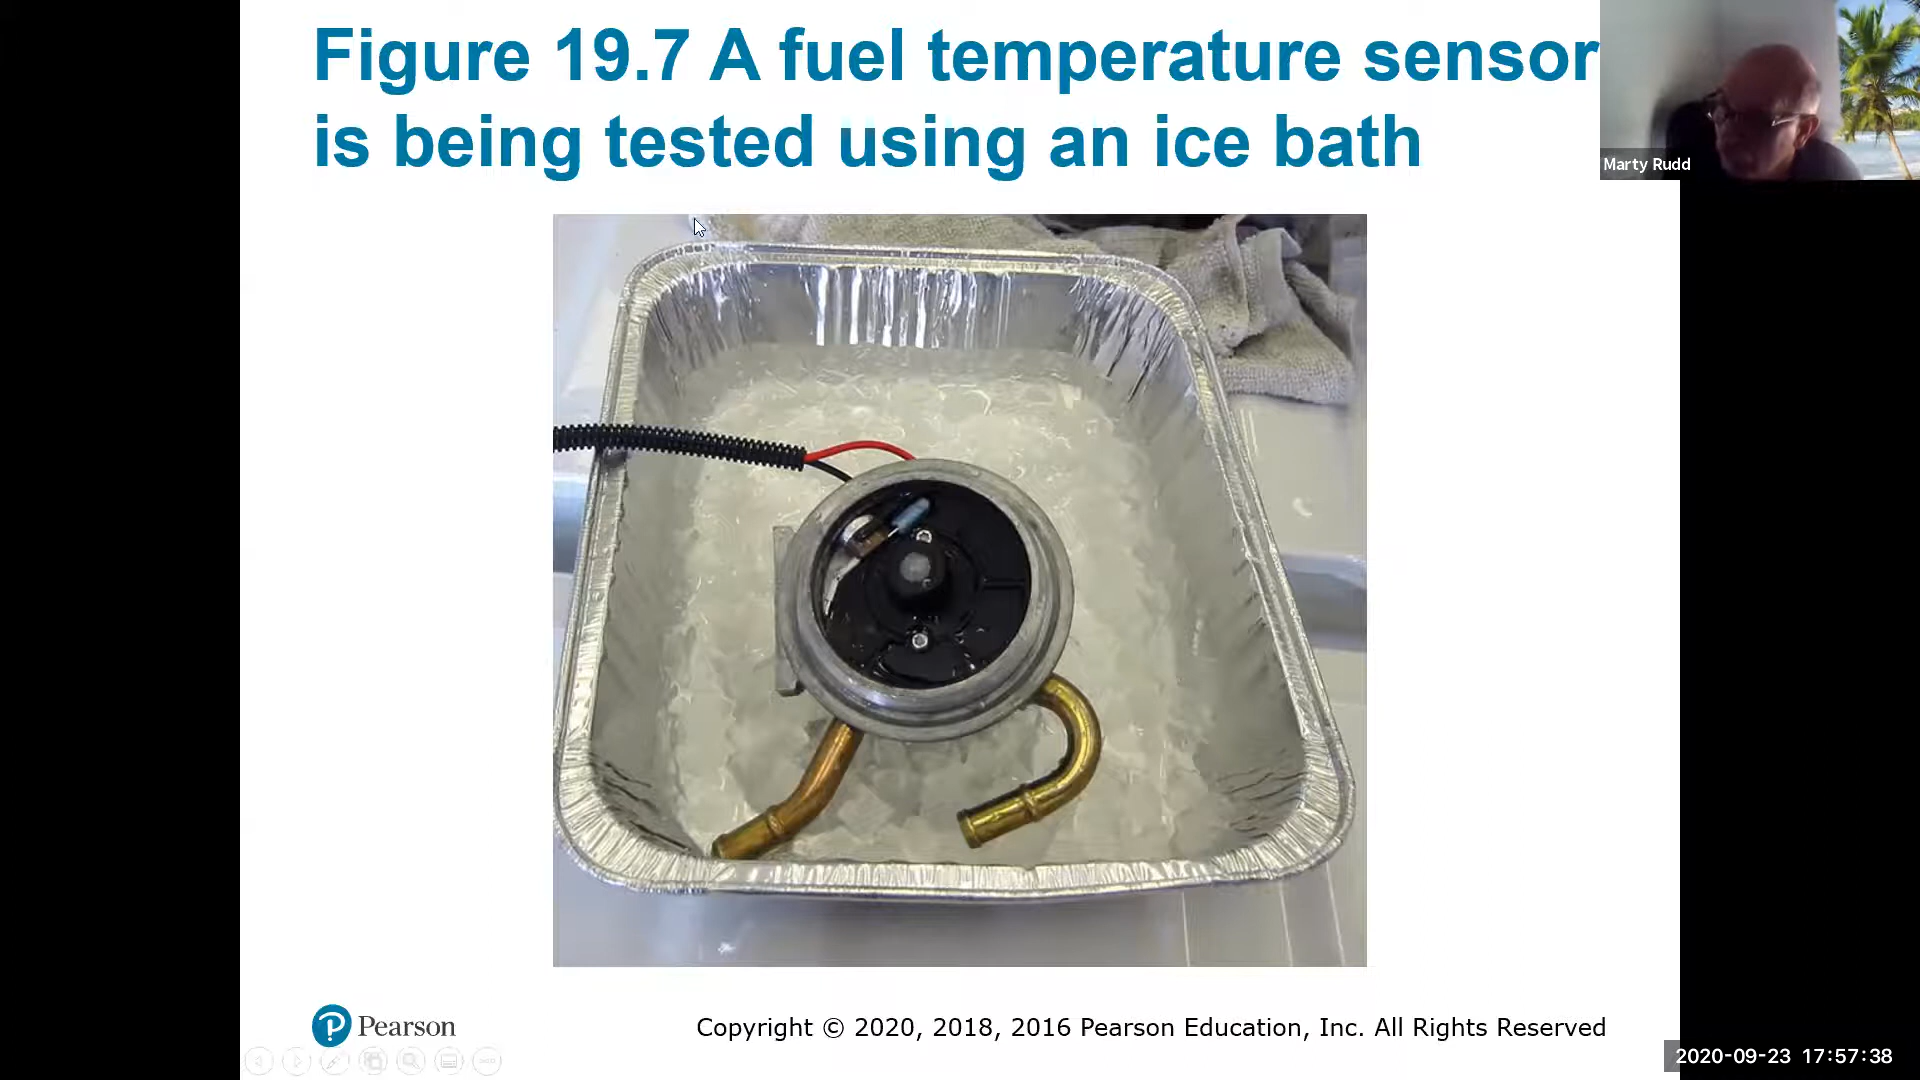 Figure 19.7 A fuel temperature sensor
is being tested using an ice bath
Marty Rudd
Pearson
Copyright © 2020, 2018, 2016 Pearson Education, Inc. All Rights Reserved
2020-09-23 17:57:38